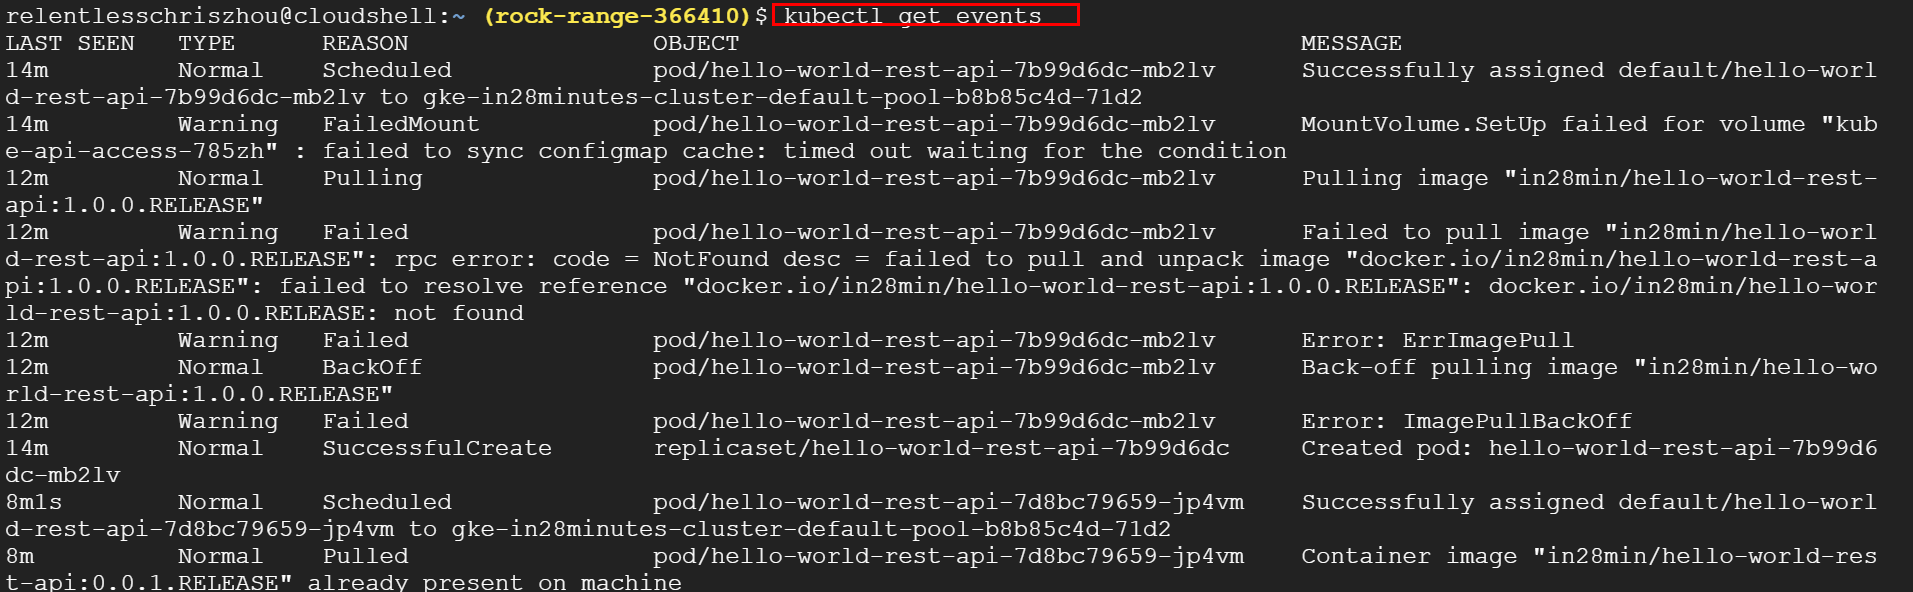 relentlesschriszhou@cloudshell:~ (rock-range-366410)$ kubectl get events
LAST SEEN   TYPE      REASON                 OBJECT                                       MESSAGE
14m         Normal    Scheduled              pod/hello-world-rest-api-7b99d6dc-mb2lv      Successfully assigned default/hello-worl
d-rest-api-7b99d6dc-mb2lv to gke-in28minutes-cluster-default-pool-b8b85c4d-71d2
14m         Warning   FailedMount            pod/hello-world-rest-api-7b99d6dc-mb2lv      MountVolume.SetUp failed for volume "kub
e-api-access-785zh" : failed to sync configmap cache: timed out waiting for the condition
12m         Normal    Pulling                pod/hello-world-rest-api-7b99d6dc-mb2lv      Pulling image "in28min/hello-world-rest-
api:1.0.0.RELEASE"
12m         Warning   Failed                 pod/hello-world-rest-api-7b99d6dc-mb2lv      Failed to pull image "in28min/hello-worl
d-rest-api:1.0.0.RELEASE": rpc error: code = NotFound desc = failed to pull and unpack image "docker.io/in28min/hello-world-rest-a
pi:1.0.0.RELEASE": failed to resolve reference "docker.io/in28min/hello-world-rest-api:1.0.0.RELEASE": docker.io/in28min/hello-wor
ld-rest-api:1.0.0.RELEASE: not found
12m         Warning   Failed                 pod/hello-world-rest-api-7b99d6dc-mb2lv      Error: ErrImagePull
12m         Normal    BackOff                pod/hello-world-rest-api-7b99d6dc-mb2lv      Back-off pulling image "in28min/hello-wo
rld-rest-api:1.0.0.RELEASE"
12m         Warning   Failed                 pod/hello-world-rest-api-7b99d6dc-mb2lv      Error: ImagePullBackOff
14m         Normal    SuccessfulCreate       replicaset/hello-world-rest-api-7b99d6dc     Created pod: hello-world-rest-api-7b99d6
dc-mb2lv
8m1s        Normal    Scheduled              pod/hello-world-rest-api-7d8bc79659-jp4vm    Successfully assigned default/hello-worl
d-rest-api-7d8bc79659-jp4vm to gke-in28minutes-cluster-default-pool-b8b85c4d-71d2
8m          Normal    Pulled                 pod/hello-world-rest-api-7d8bc79659-jp4vm    Container image "in28min/hello-world-res
t-api:0.0.1.RELEASE" already present on machine